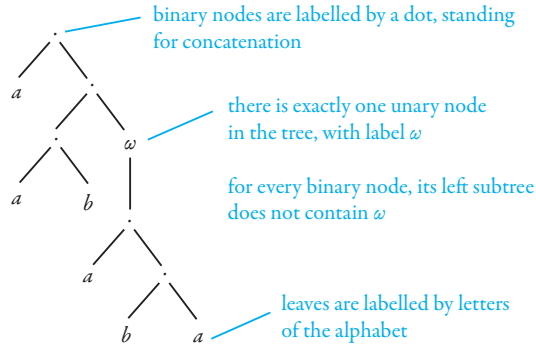 binary nodes are labelled by a dot, standing
for concatenation
·
a
·
there is exactly one unary node
in the tree, with label ω
·
ω
for every binary node, its left subtree
does not contain ω
a
b
·
a
·
leaves are labelled by letters
of the alphabet
b
a